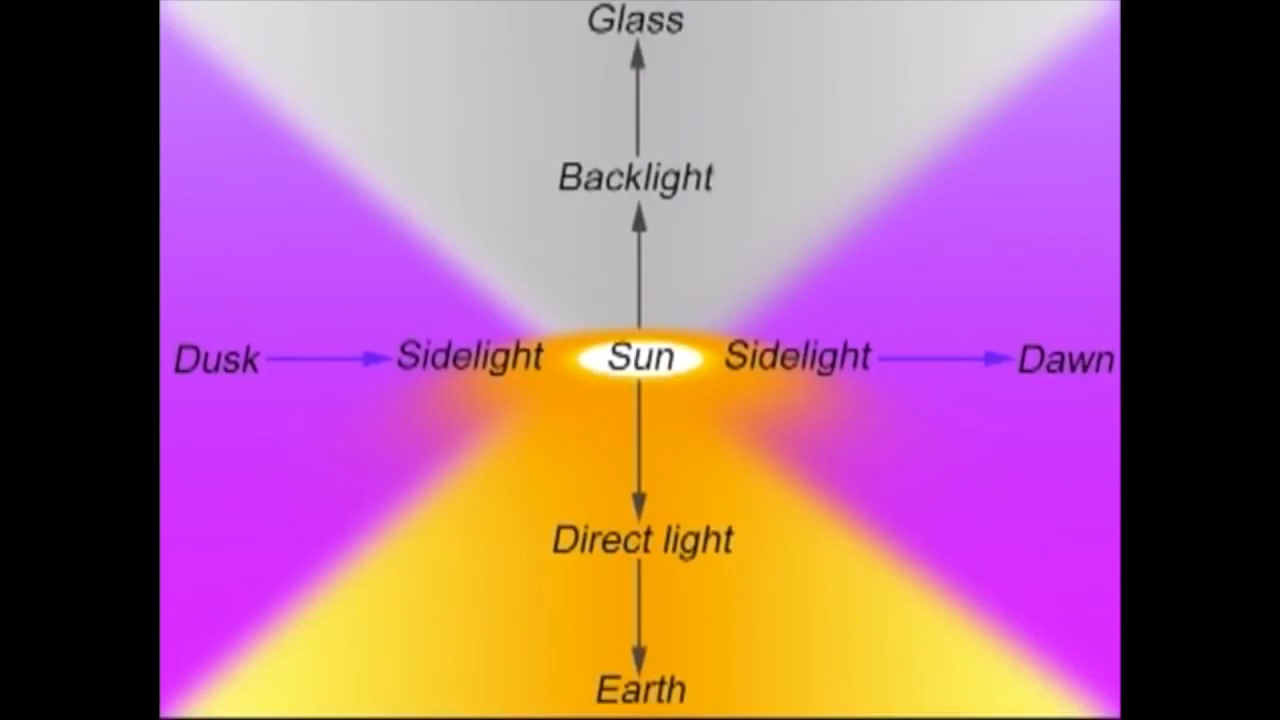 Glass
Backlight
Dusk Sidelight Sun Sidelight Dawn
Direct light
Earth